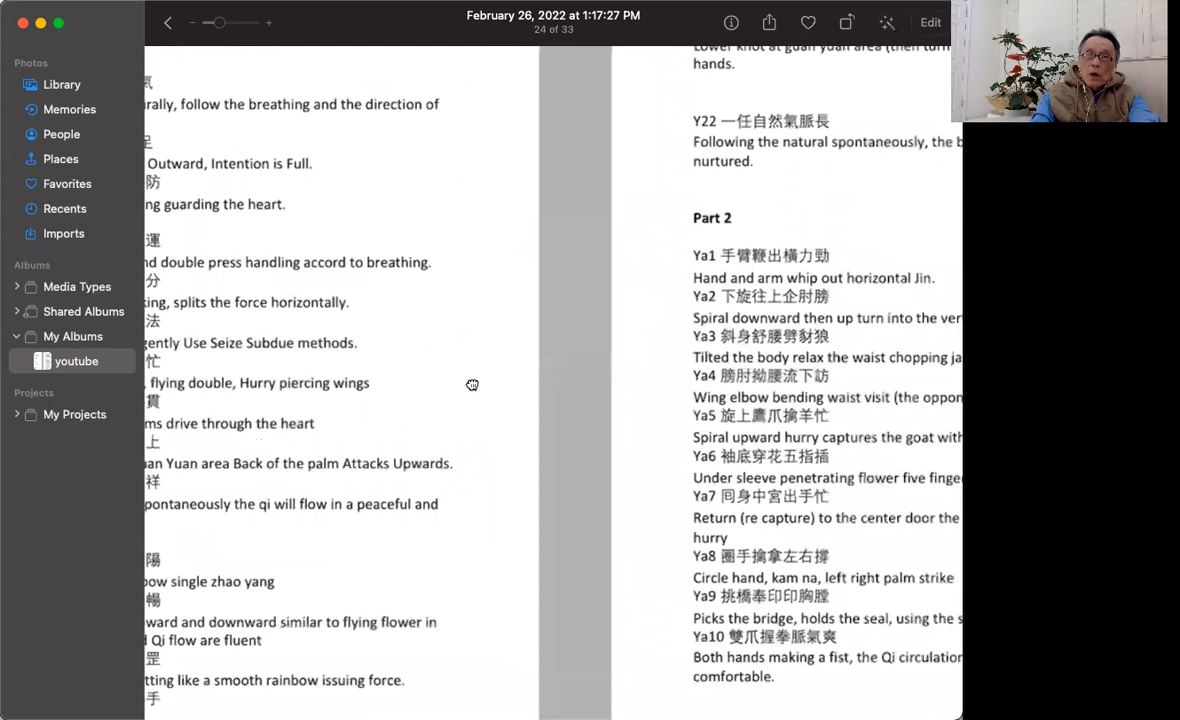 February 26, 2022 at 1:17:27 PM
24 of 33
Edit
Photos
Library
Memories
People
Places
Favorites
Recents
Imports
Albums
Media Types
Shared Albums
My Albums
youtube
Projects
My Projects
氣
rally, follow the breathing and the direction of
足
Outward, Intention is Full.
防
ng guarding the heart.
運
nd double press handling accord to breathing.
分
king, splits the force horizontally.
法
gently Use Seize Subdue methods.
忙
, flying double, Hurry piercing wings
貫
ms drive through the heart
上
uan Yuan area Back of the palm Attacks Upwards.
祥
pontaneously the qi will flow in a peaceful and
陽
bow single zhao yang
暢
ward and downward similar to flying flower in
d Qi flow are fluent
罡
tting like a smooth rainbow issuing force.
手
Lower knot at guan yuan area (then turn
hands.
Y22 一任自然氣脈長
Following the natural spontaneously, the b
nurtured.
Part 2
Ya1 手臂鞭出橫力勁
Hand and arm whip out horizontal Jin.
Ya2 下旋往上企肘膀
Spiral downward then up turn into the ver
Ya3 斜身舒腰劈豺狼
Tilted the body relax the waist chopping ja
Ya4 膀肘拗腰流下訪
Wing elbow bending waist visit (the oppon
Ya5 旋上鷹爪擒羊忙
Spiral upward hurry captures the goat with
Ya6 袖底穿花五指插
Under sleeve penetrating flower five finge
Ya7 囘身中宮出手忙
Return (re capture) to the center door the
hurry
Ya8 圈手擒拿左右撐
Circle hand, kam na, left right palm strike
Ya9 挑橋奉印印胸膛
Picks the bridge, holds the seal, using the s
Ya10 雙爪握拳脈氣爽
Both hands making a fist, the Qi circulation
comfortable.